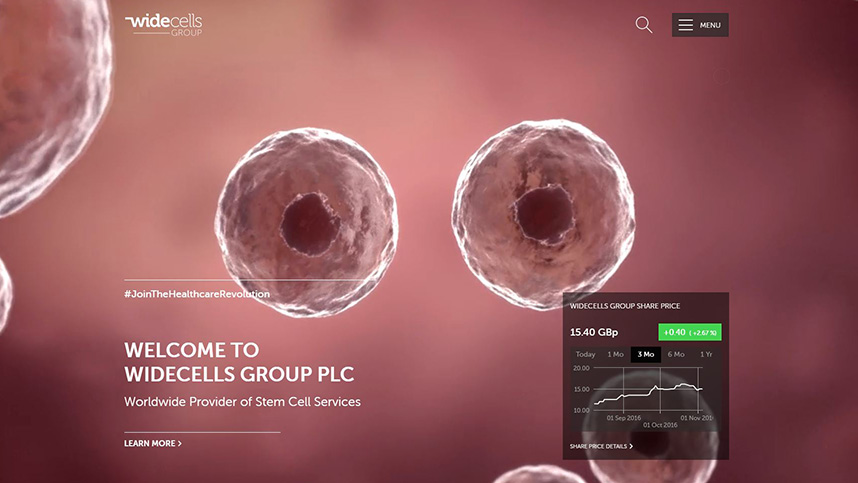 widecells
GROUP
MENU
#JoinTheHealthcareRevolution
WELCOME TO
WIDECELLS GROUP PLC
Worldwide Provider of Stem Cell Services
LEARN MORE >
WIDECELLS GROUP SHARE PRICE
15.40 GBp +0.40 (+2.67%)
Today 1 Mo 3 Mo 6 Mo 1 Yr
20.00
15.00
10.00
01 Sep 2016 01 Nov 201
01 Oct 2016
SHARE PRICE DETAILS >